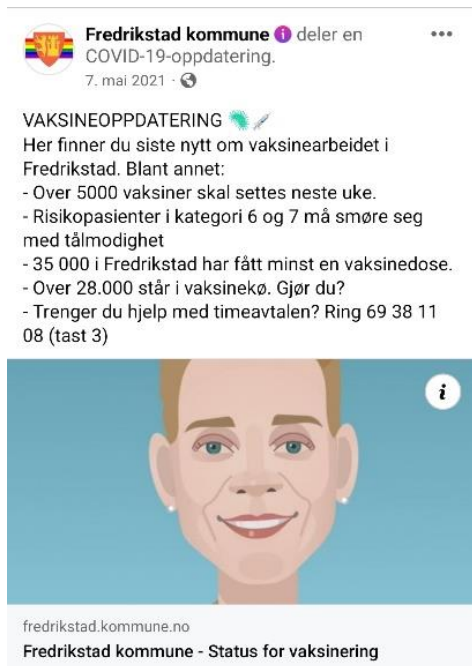 Fredrikstad kommune deler en
COVID-19-oppdatering.
7. mai 2021 ·
VAKSINEOPPDATERING 🦠 💉
Her finner du siste nytt om vaksinearbeidet i
Fredrikstad. Blant annet:
- Over 5000 vaksiner skal settes neste uke.
- Risikopasienter i kategori 6 og 7 må smøre seg
med tålmodighet
- 35 000 i Fredrikstad har fått minst en vaksinedose.
- Over 28.000 står i vaksinekø. Gjør du?
- Trenger du hjelp med timeavtalen? Ring 69 38 11
08 (tast 3)
i
fredrikstad.kommune.no
Fredrikstad kommune - Status for vaksinering